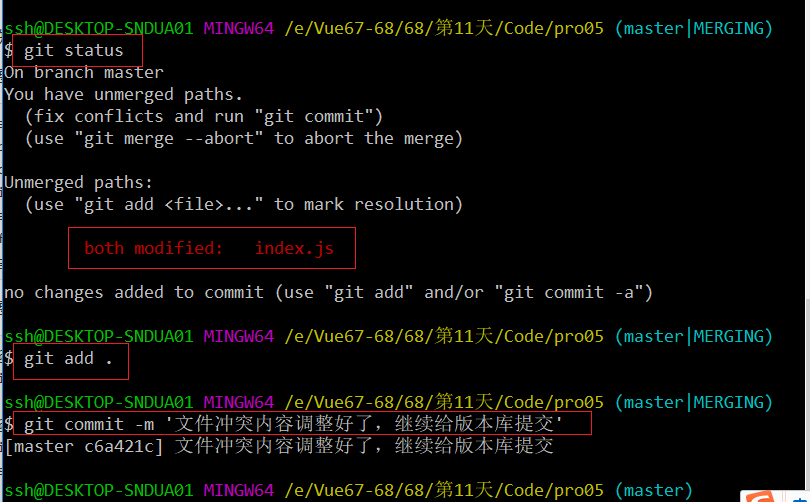 ssh@DESKTOP-SNDUA01 MINGW64 /e/Vue67-68/68/第11天/Code/pro05 (master|MERGING)
$ git status
On branch master
You have unmerged paths.
  (fix conflicts and run "git commit")
  (use "git merge --abort" to abort the merge)
Unmerged paths:
  (use "git add <file>..." to mark resolution)
both modified:   index.js
no changes added to commit (use "git add" and/or "git commit -a")
ssh@DESKTOP-SNDUA01 MINGW64 /e/Vue67-68/68/第11天/Code/pro05 (master|MERGING)
$ git add .
ssh@DESKTOP-SNDUA01 MINGW64 /e/Vue67-68/68/第11天/Code/pro05 (master|MERGING)
$ git commit -m '文件冲突内容调整好了，继续给版本库提交'
[master c6a421c] 文件冲突内容调整好了，继续给版本库提交
ssh@DESKTOP-SNDUA01 MINGW64 /e/Vue67-68/68/第11天/Code/pro05 (master)